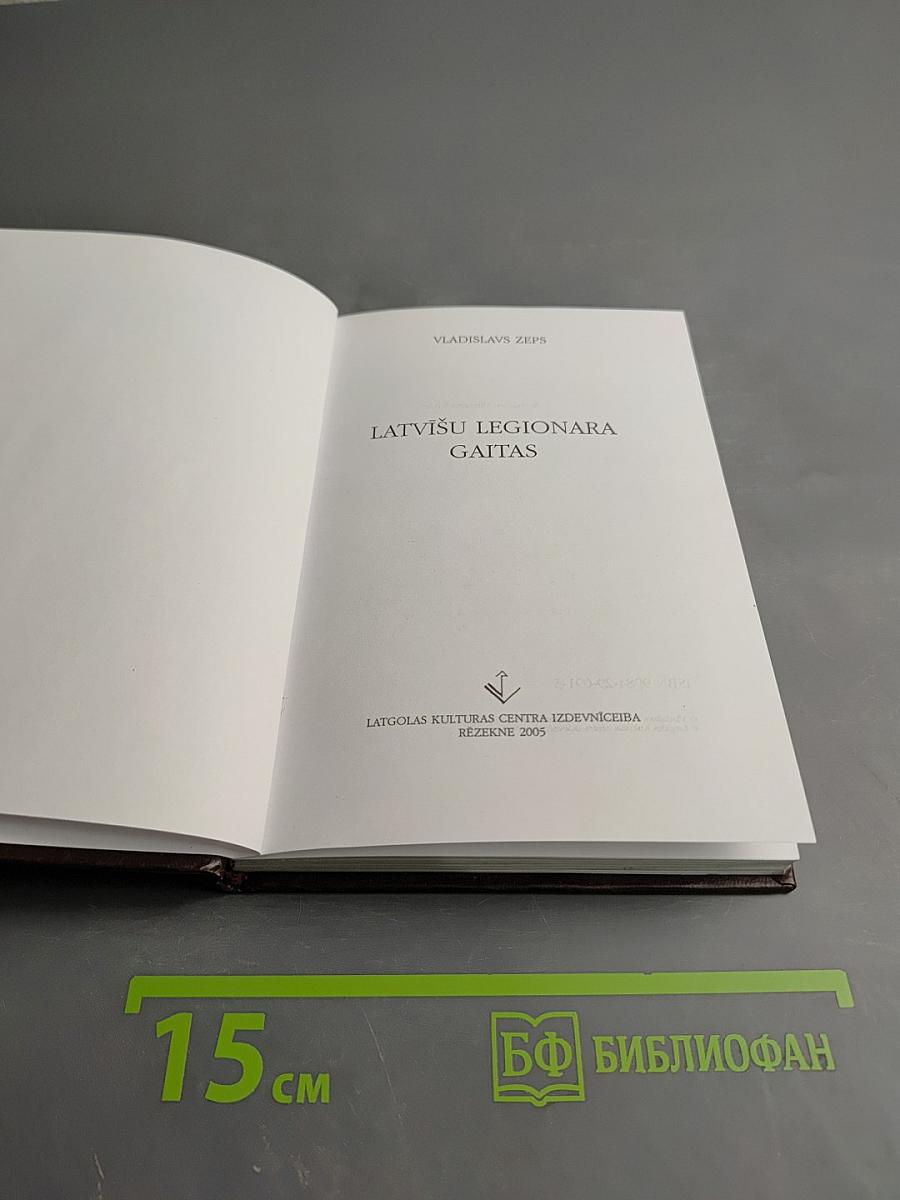 VLADISLAVS ZEPS
LATVĪŠU LEGIONARA
GAITAS
LATGOLAS KULTURAS CENTRA IZDEVNĪCEIBA
RĒZEKNE 2005
15 см
БФ БИБЛИОФАН